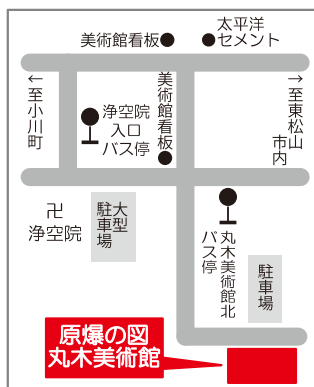 美術館看板
太平洋
セメント
←至小川町
浄空院
入口
バス停
美術館看板
→至東松山
市内
卍
浄空院
大型
駐車場
丸木美術館北
バス停
駐車場
原爆の図
丸木美術館